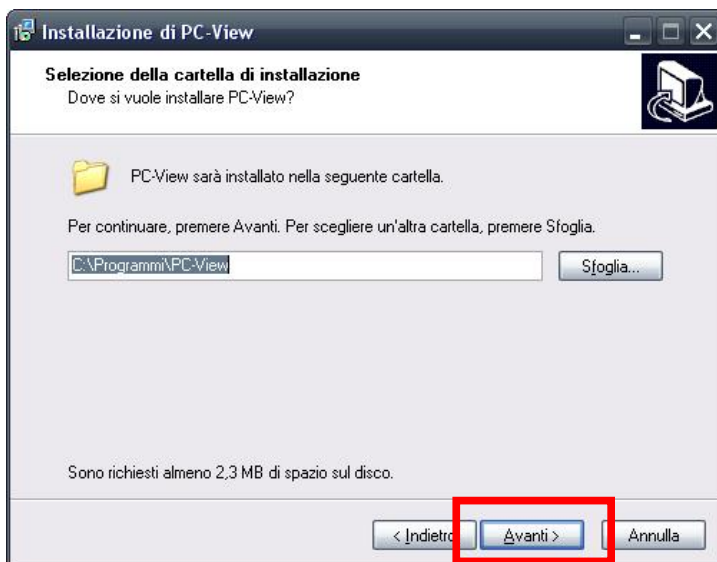 Installazione di PC-View
Selezione della cartella di installazione
Dove si vuole installare PC-View?
PC-View sarà installato nella seguente cartella.
Per continuare, premere Avanti. Per scegliere un'altra cartella, premere Sfoglia.
C:\Programmi\PC-View
Sfoglia...
Sono richiesti almeno 2,3 MB di spazio sul disco.
< Indietro Avanti > Annulla